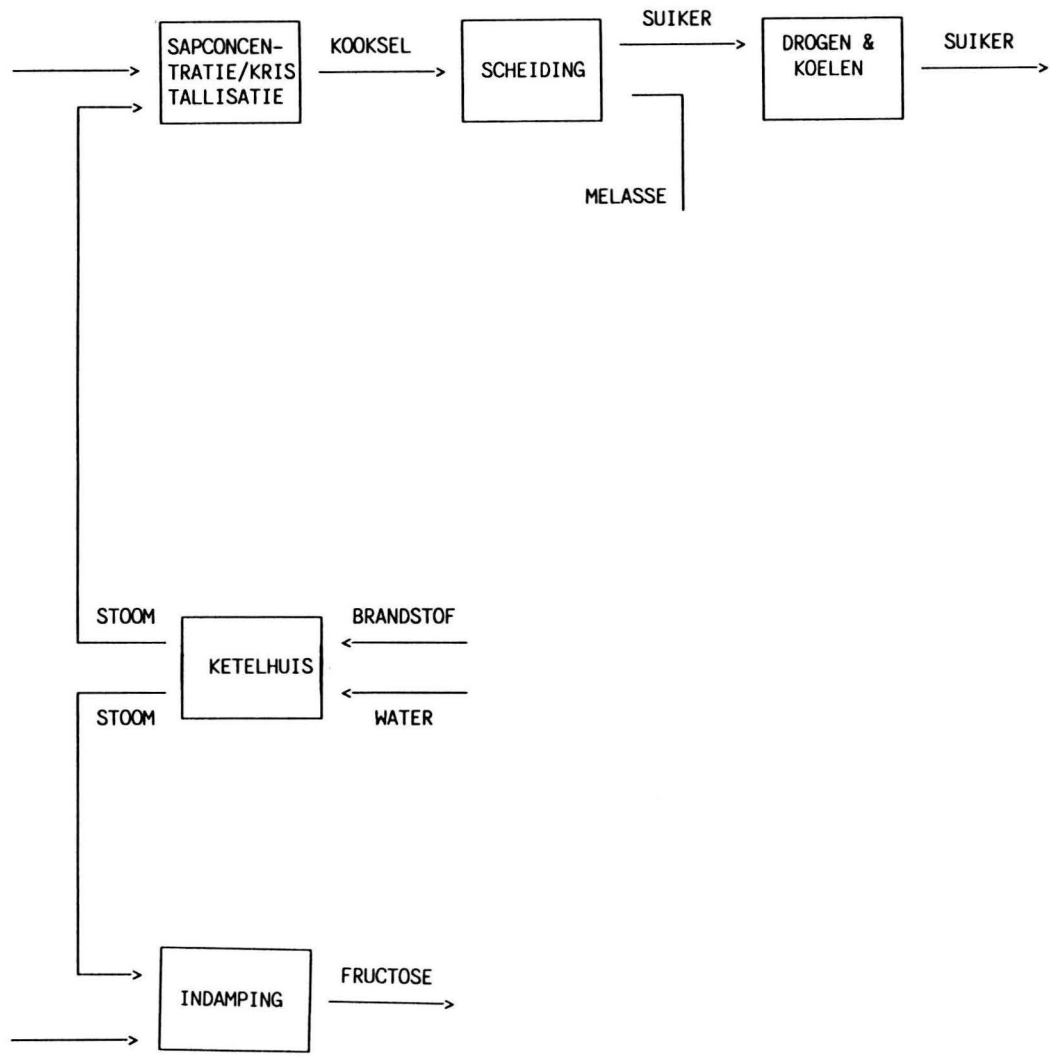 SAPCONCEN-
TRATIE/KRIS
TALLISATIE
KOOKSEL
SCHEIDING
SUIKER
DROGEN &
KOELEN
SUIKER
MELASSE
STOOM
KETELHUIS
BRANDSTOF
STOOM
WATER
INDAMPING
FRUCTOSE